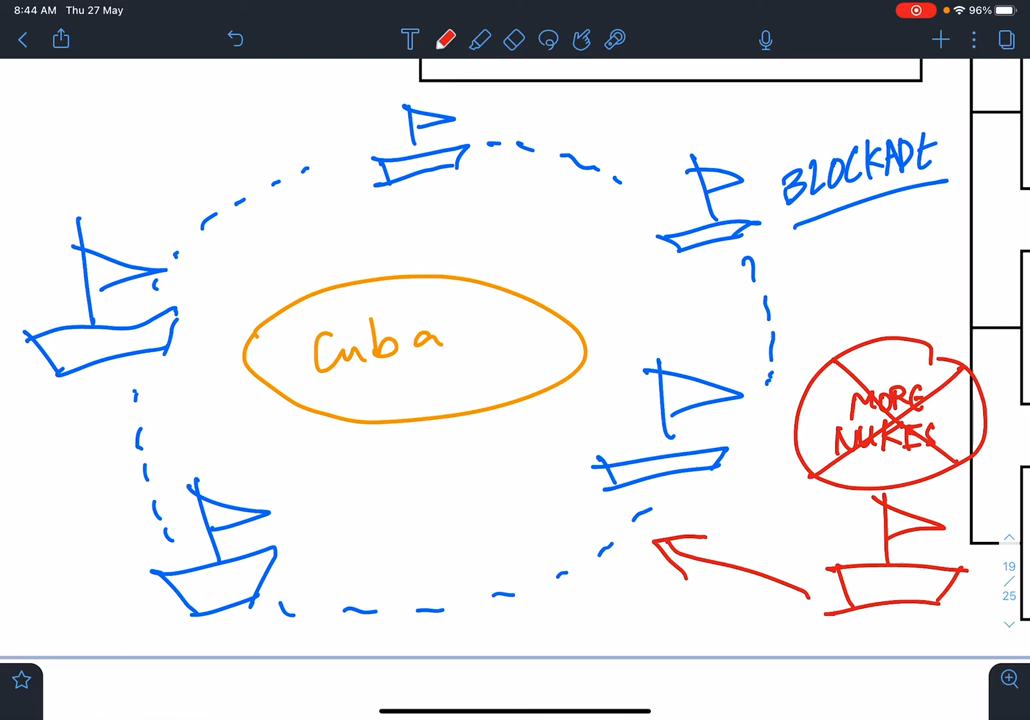 8:44 AM Thu 27 May
96%
T
BLOCKADE
Cuba
MORE
NUKES
19
/
25